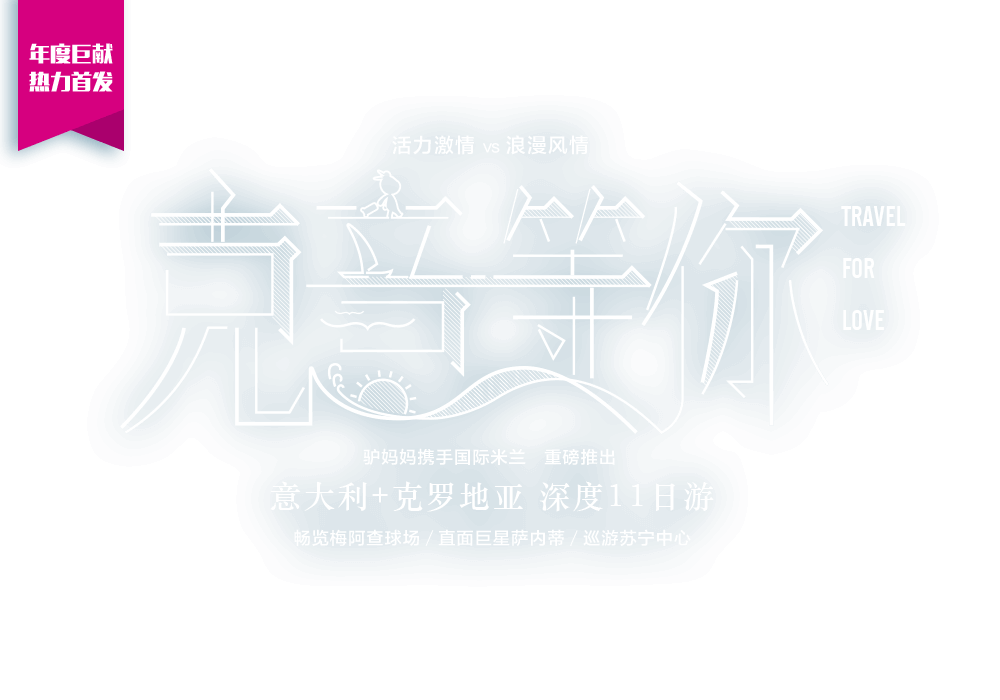 年度巨献
热力首发
活力激情 vs 浪漫风情
克意等你
TRAVEL
FOR
LOVE
驴妈妈携手国际米兰 重磅推出
意大利+克罗地亚 深度11日游
畅览梅阿查球场 / 直面巨星萨内蒂 / 巡游苏宁中心